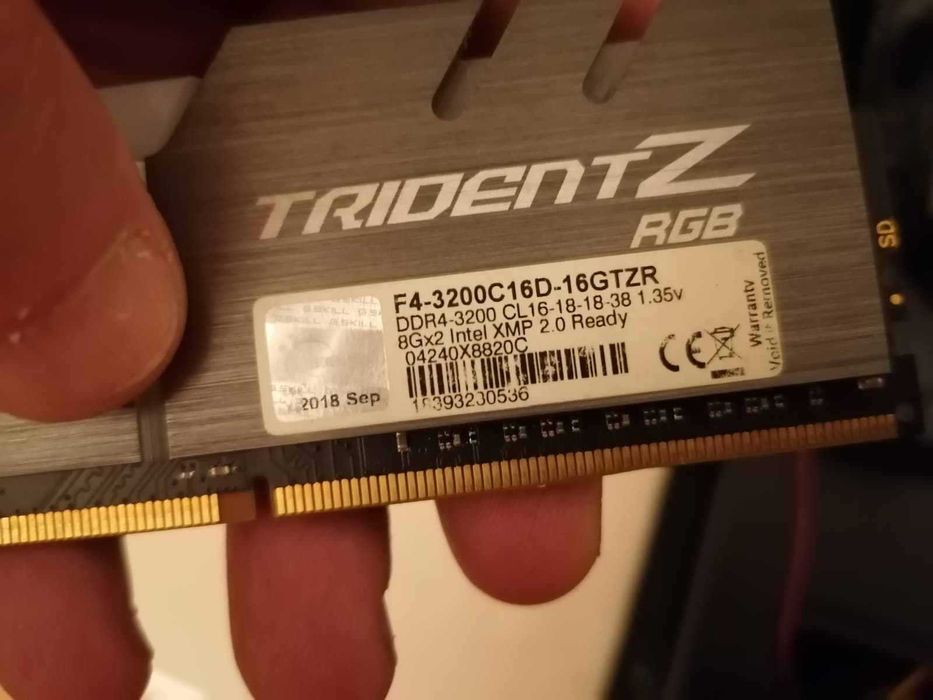 TRIDENTZ
RGB
SD
F4-3200C16D-16GTZR
DDR4-3200 CL16-18-18-38 1.35v
8Gx2 Intel XMP 2.0 Ready
04240X8820C
2018 Sep
CE
Warranty
Void If Removed